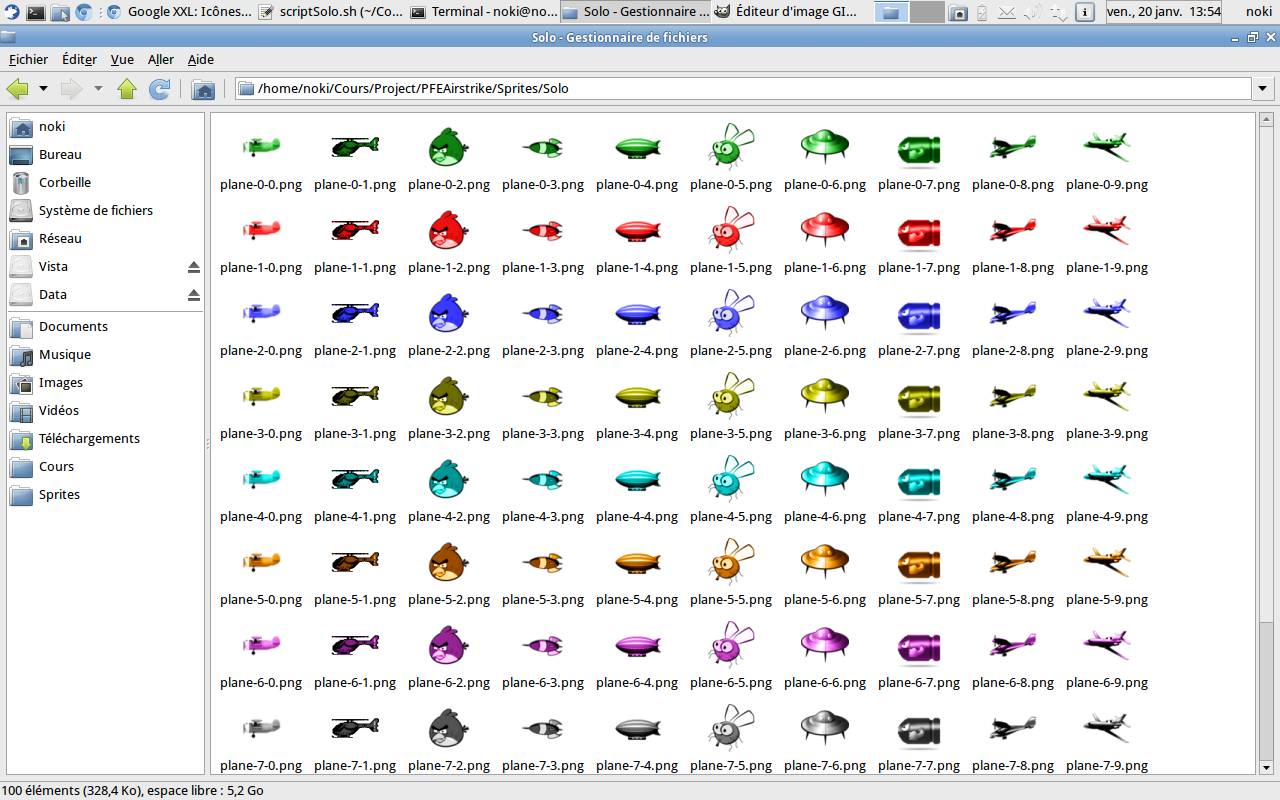 Google XXL: Icônes...
scriptSolo.sh (~/Co...
Terminal - noki@no...
Solo - Gestionnaire ...
Éditeur d'image GI...
ven., 20 janv. 13:54
noki
Solo - Gestionnaire de fichiers
Fichier Éditer Vue Aller Aide
/home/noki/Cours/Project/PFEAirstrike/Sprites/Solo
noki
Bureau
Corbeille
Système de fichiers
Réseau
Vista
Data
Documents
Musique
Images
Vidéos
Téléchargements
Cours
Sprites
plane-0-0.png plane-0-1.png plane-0-2.png plane-0-3.png plane-0-4.png plane-0-5.png plane-0-6.png plane-0-7.png plane-0-8.png plane-0-9.png
plane-1-0.png plane-1-1.png plane-1-2.png plane-1-3.png plane-1-4.png plane-1-5.png plane-1-6.png plane-1-7.png plane-1-8.png plane-1-9.png
plane-2-0.png plane-2-1.png plane-2-2.png plane-2-3.png plane-2-4.png plane-2-5.png plane-2-6.png plane-2-7.png plane-2-8.png plane-2-9.png
plane-3-0.png plane-3-1.png plane-3-2.png plane-3-3.png plane-3-4.png plane-3-5.png plane-3-6.png plane-3-7.png plane-3-8.png plane-3-9.png
plane-4-0.png plane-4-1.png plane-4-2.png plane-4-3.png plane-4-4.png plane-4-5.png plane-4-6.png plane-4-7.png plane-4-8.png plane-4-9.png
plane-5-0.png plane-5-1.png plane-5-2.png plane-5-3.png plane-5-4.png plane-5-5.png plane-5-6.png plane-5-7.png plane-5-8.png plane-5-9.png
plane-6-0.png plane-6-1.png plane-6-2.png plane-6-3.png plane-6-4.png plane-6-5.png plane-6-6.png plane-6-7.png plane-6-8.png plane-6-9.png
plane-7-0.png plane-7-1.png plane-7-2.png plane-7-3.png plane-7-4.png plane-7-5.png plane-7-6.png plane-7-7.png plane-7-8.png plane-7-9.png
100 éléments (328,4 Ko), espace libre : 5,2 Go